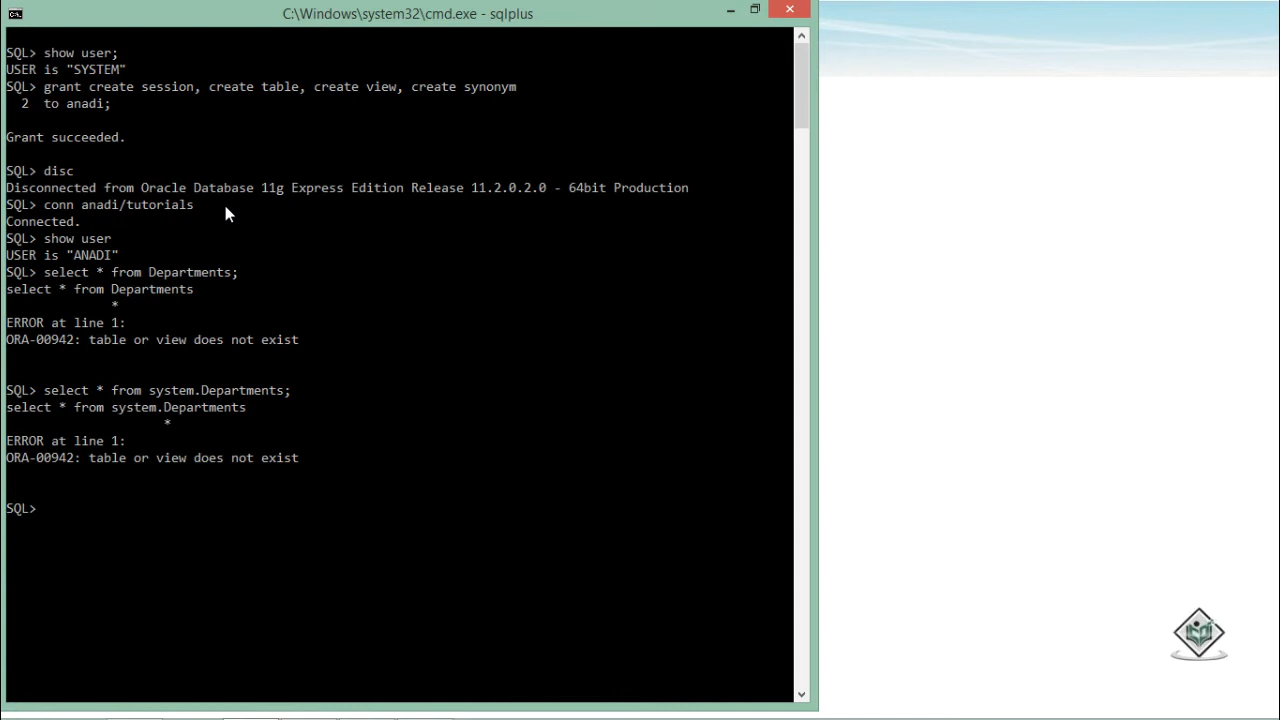 C:\Windows\system32\cmd.exe - sqlplus
SQL> show user;
USER is "SYSTEM"
SQL> grant create session, create table, create view, create synonym
  2  to anadi;
Grant succeeded.
SQL> disc
Disconnected from Oracle Database 11g Express Edition Release 11.2.0.2.0 - 64bit Production
SQL> conn anadi/tutorials
Connected.
SQL> show user
USER is "ANADI"
SQL> select * from Departments;
select * from Departments
              *
ERROR at line 1:
ORA-00942: table or view does not exist
SQL> select * from system.Departments;
select * from system.Departments
                     *
ERROR at line 1:
ORA-00942: table or view does not exist
SQL>